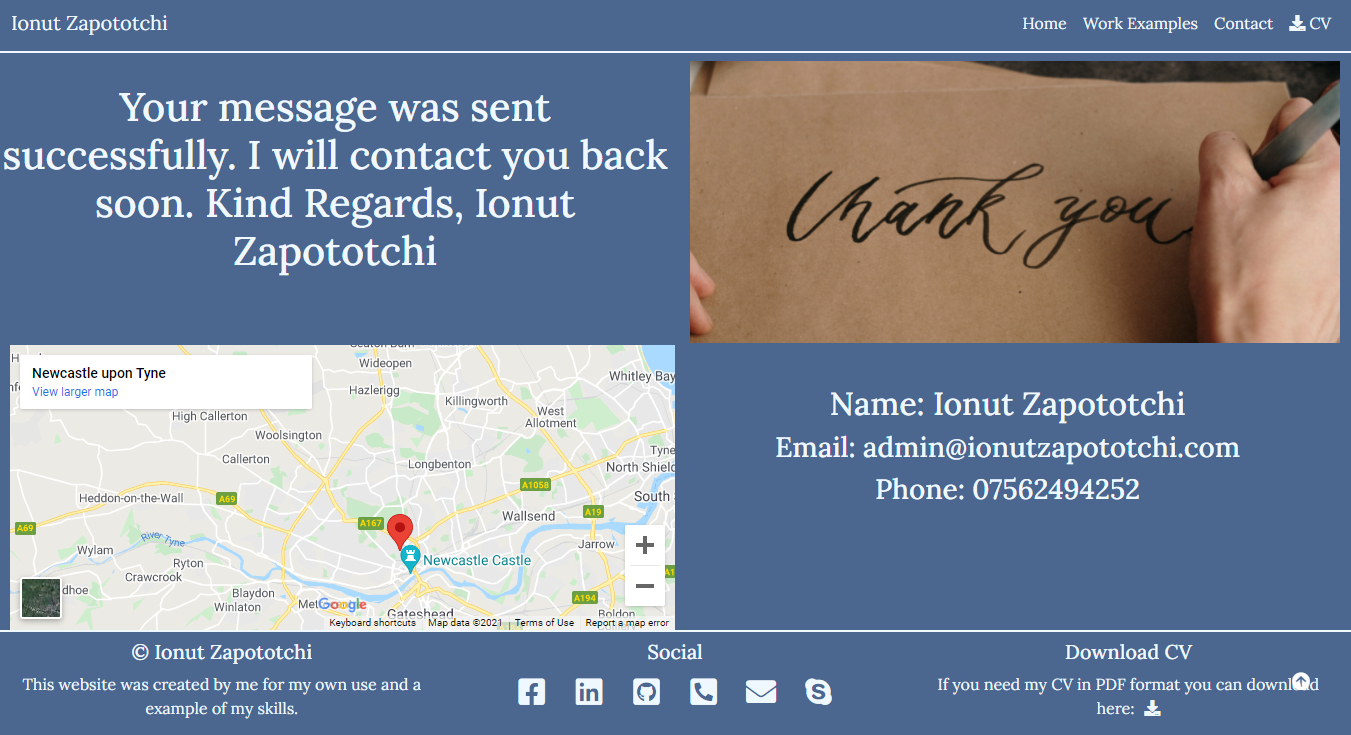 Ionut Zapototchi
Home Work Examples Contact CV
Your message was sent
successfully. I will contact you back
soon. Kind Regards, Ionut
Zapototchi
thank you
Newcastle upon Tyne
View larger map
Wideopen
Whitley Bay
Hazlerigg
Killingworth
High Callerton
West
Allotment
Woolsington
Callerton
Longbenton
North Shield
Heddon-on-the-Wall
A69
A1058
South
A167
Wallsend
A19
A69
River Tyne
Wylam
Jarrow
Newcastle Castle
Ryton
Crawcrook
A194
Blaydon
Winlaton
Google
Gateshead
Boldon
Keyboard shortcuts Map data ©2021 Terms of Use Report a map error
Name: Ionut Zapototchi
Email: admin@ionutzapototchi.com
Phone: 07562494252
© Ionut Zapototchi
This website was created by me for my own use and a
example of my skills.
Social
Download CV
If you need my CV in PDF format you can download
here: